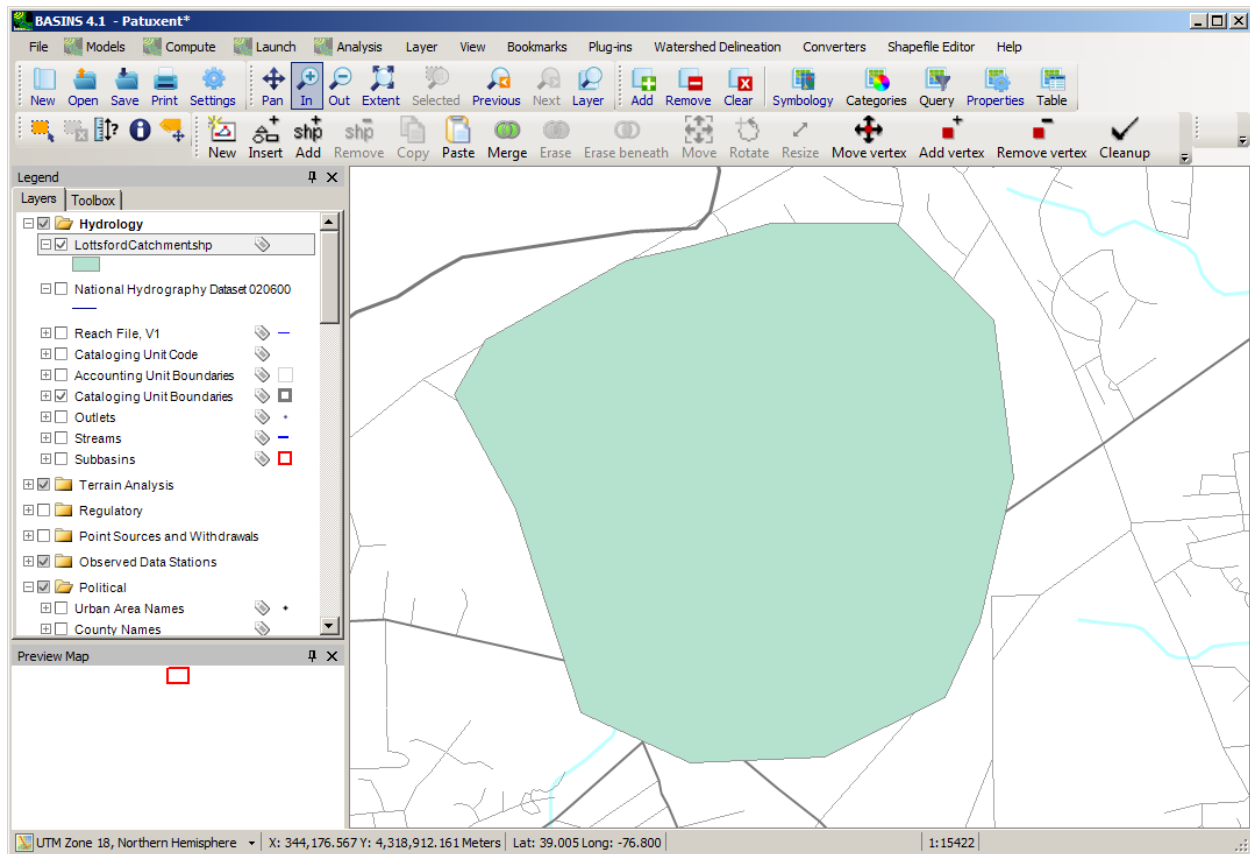 BASINS 4.1 - Patuxent*
File Models Compute Launch Analysis Layer View Bookmarks Plug-ins Watershed Delineation Converters Shapefile Editor Help
New Open Save Print Settings Pan In Out Extent Selected Previous Next Layer Add Remove Clear Symbology Categories Query Properties Table
New Insert Add Remove Copy Paste Merge Erase Erase beneath Move Rotate Resize Move vertex Add vertex Remove vertex Cleanup
Legend
Layers Toolbox
Hydrology
LottsfordCatchment.shp
National Hydrography Dataset 020600
Reach File, V1
Cataloging Unit Code
Accounting Unit Boundaries
Cataloging Unit Boundaries
Outlets
Streams
Subbasins
Terrain Analysis
Regulatory
Point Sources and Withdrawals
Observed Data Stations
Political
Urban Area Names
County Names
Preview Map
UTM Zone 18, Northern Hemisphere X: 344,176.567 Y: 4,318,912.161 Meters Lat: 39.005 Long: -76.800 1:15422